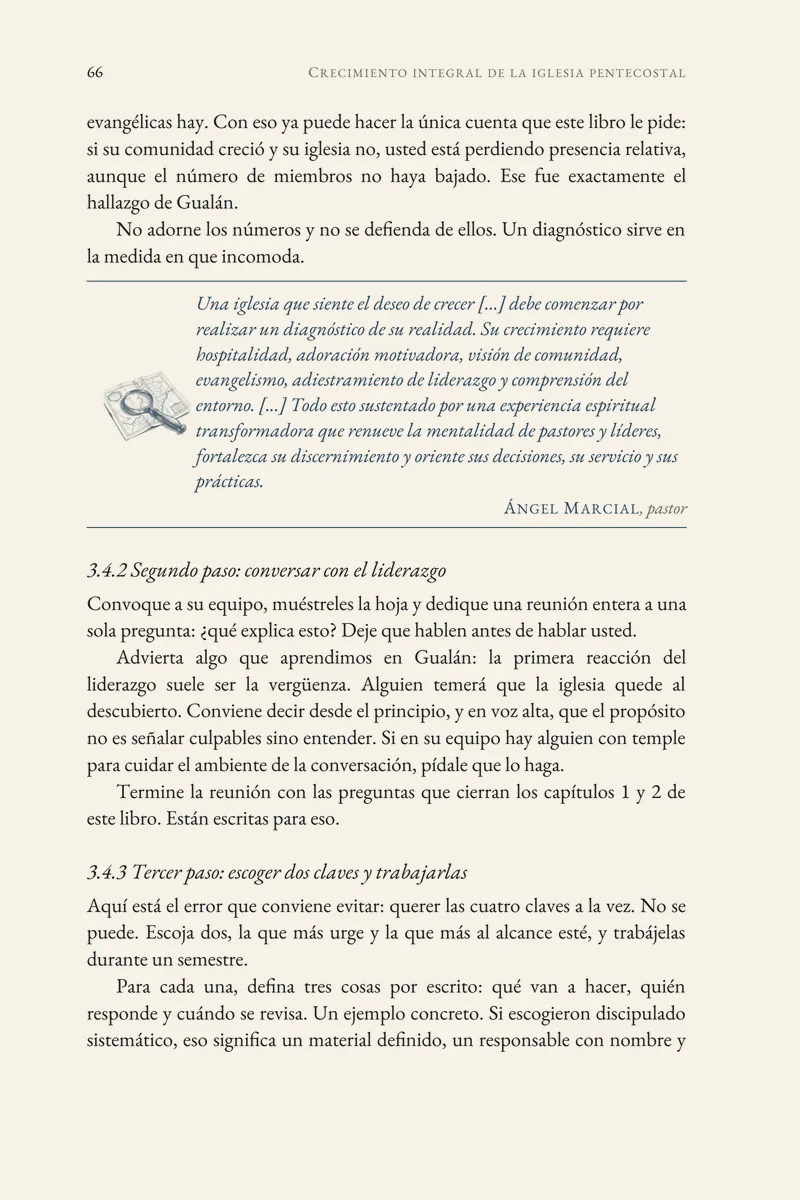 66
CRECIMIENTO INTEGRAL DE LA IGLESIA PENTECOSTAL
evangélicas hay. Con eso ya puede hacer la única cuenta que este libro le pide:
si su comunidad creció y su iglesia no, usted está perdiendo presencia relativa,
aunque el número de miembros no haya bajado. Ese fue exactamente el
hallazgo de Gualán.
No adorne los números y no se defienda de ellos. Un diagnóstico sirve en
la medida en que incomoda.
Una iglesia que siente el deseo de crecer [...] debe comenzar por
realizar un diagnóstico de su realidad. Su crecimiento requiere
hospitalidad, adoración motivadora, visión de comunidad,
evangelismo, adiestramiento de liderazgo y comprensión del
entorno. [...] Todo esto sustentado por una experiencia espiritual
transformadora que renueve la mentalidad de pastores y líderes,
fortalezca su discernimiento y oriente sus decisiones, su servicio y sus
prácticas.
ÁNGEL MARCIAL, pastor
3.4.2 Segundo paso: conversar con el liderazgo
Convoque a su equipo, muéstreles la hoja y dedique una reunión entera a una
sola pregunta: ¿qué explica esto? Deje que hablen antes de hablar usted.
Advierta algo que aprendimos en Gualán: la primera reacción del
liderazgo suele ser la vergüenza. Alguien temerá que la iglesia quede al
descubierto. Conviene decir desde el principio, y en voz alta, que el propósito
no es señalar culpables sino entender. Si en su equipo hay alguien con temple
para cuidar el ambiente de la conversación, pídale que lo haga.
Termine la reunión con las preguntas que cierran los capítulos 1 y 2 de
este libro. Están escritas para eso.
3.4.3 Tercer paso: escoger dos claves y trabajarlas
Aquí está el error que conviene evitar: querer las cuatro claves a la vez. No se
puede. Escoja dos, la que más urge y la que más al alcance esté, y trabájelas
durante un semestre.
Para cada una, defina tres cosas por escrito: qué van a hacer, quién
responde y cuándo se revisa. Un ejemplo concreto. Si escogieron discipulado
sistemático, eso significa un material definido, un responsable con nombre y